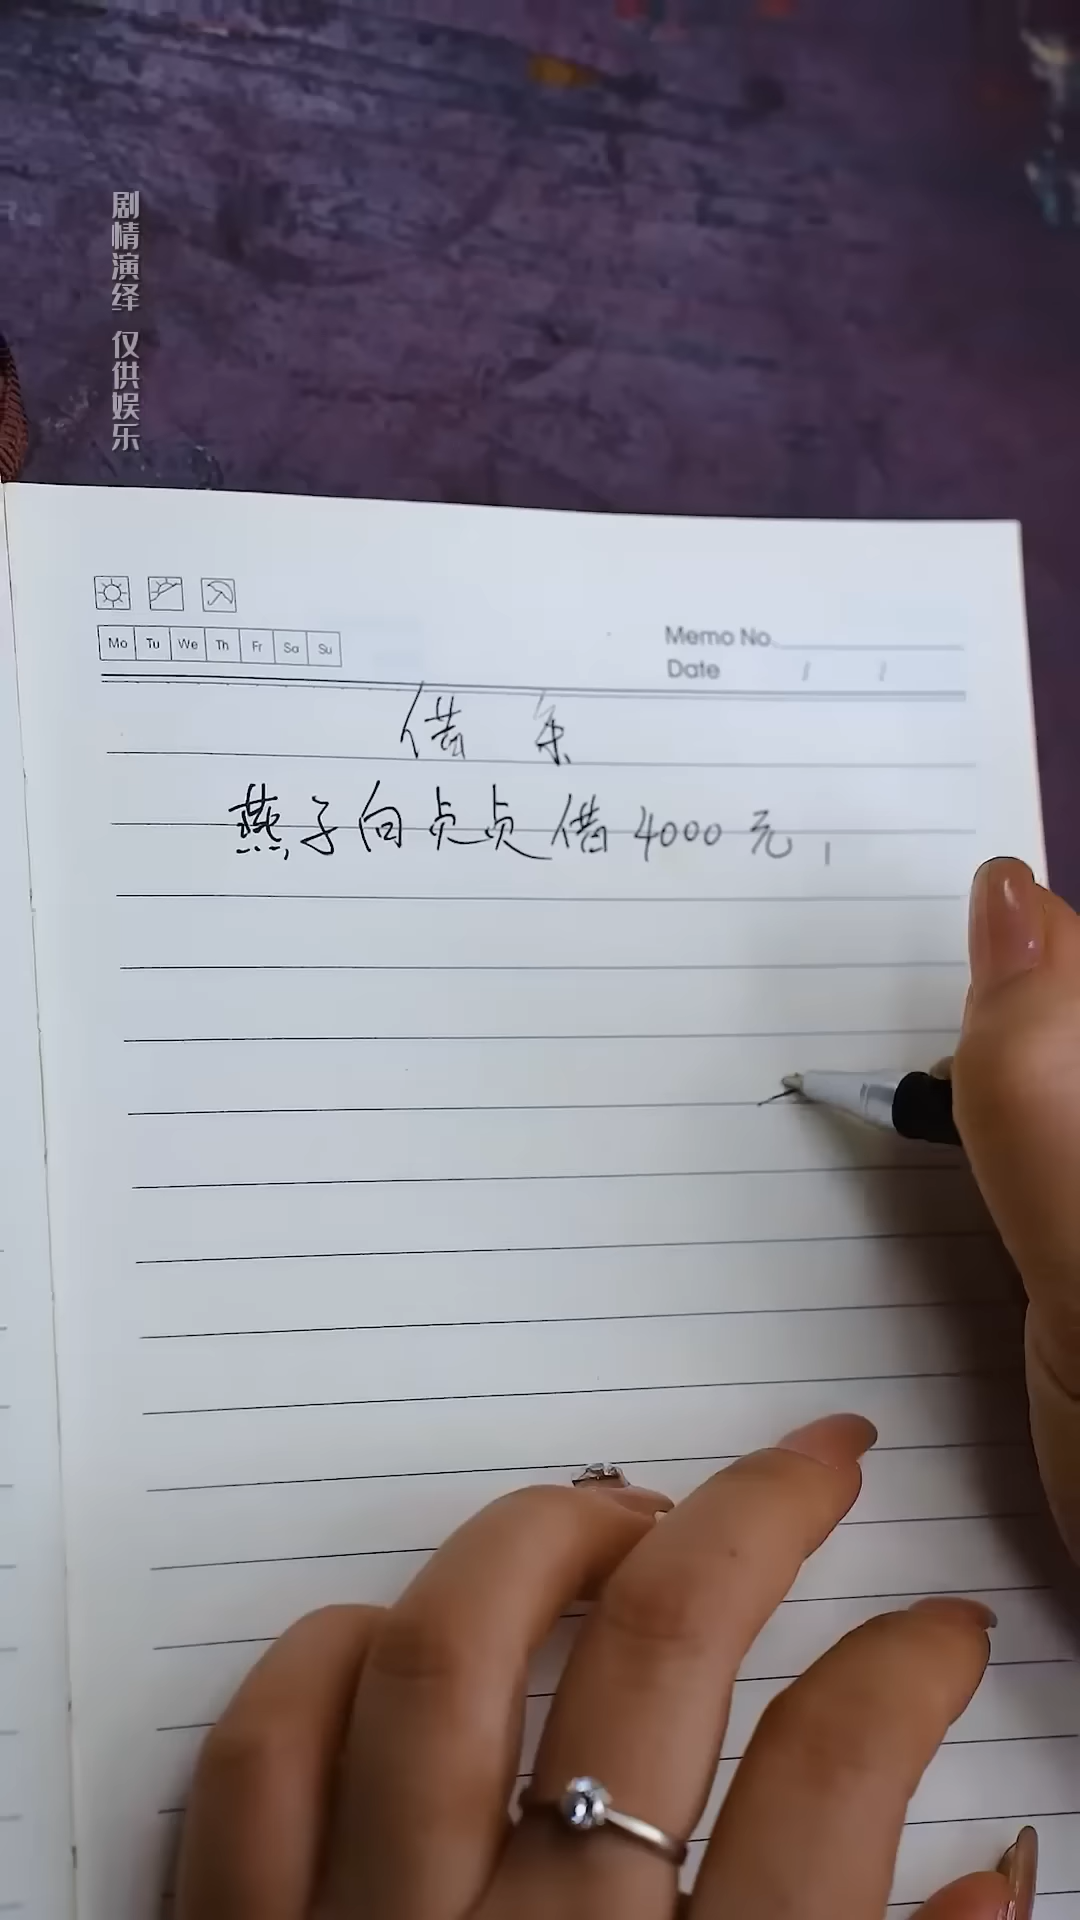 剧情演绎 仅供娱乐
Mo Tu We Th Fr Sa Su
Memo No.
Date / /
借条
燕子向贞贞借4000元,